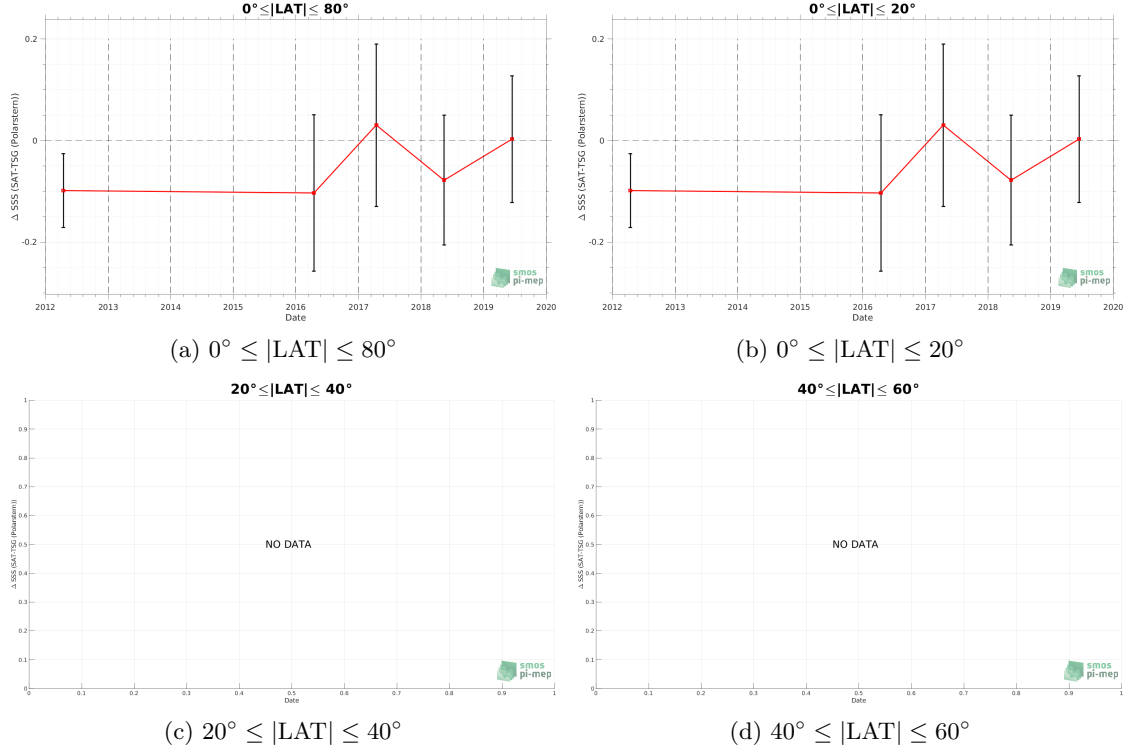 0°≤|LAT|≤ 80°
0.2
0
-0.2
Δ SSS (SAT-TSG (Polarstern))
smos
pi-mep
2012 2013 2014 2015 2016 2017 2018 2019 2020
Date
(a) 0° ≤ |LAT| ≤ 80°
0°≤|LAT|≤ 20°
0.2
0
-0.2
Δ SSS (SAT-TSG (Polarstern))
smos
pi-mep
2012 2013 2014 2015 2016 2017 2018 2019 2020
Date
(b) 0° ≤ |LAT| ≤ 20°
20°≤|LAT|≤ 40°
1
0.9
0.8
0.7
0.6
0.5
0.4
0.3
0.2
0.1
0
Δ SSS (SAT-TSG (Polarstern))
NO DATA
smos
pi-mep
0 0.1 0.2 0.3 0.4 0.5 0.6 0.7 0.8 0.9 1
Date
(c) 20° ≤ |LAT| ≤ 40°
40°≤|LAT|≤ 60°
1
0.9
0.8
0.7
0.6
0.5
0.4
0.3
0.2
0.1
0
Δ SSS (SAT-TSG (Polarstern))
NO DATA
smos
pi-mep
0 0.1 0.2 0.3 0.4 0.5 0.6 0.7 0.8 0.9 1
Date
(d) 40° ≤ |LAT| ≤ 60°